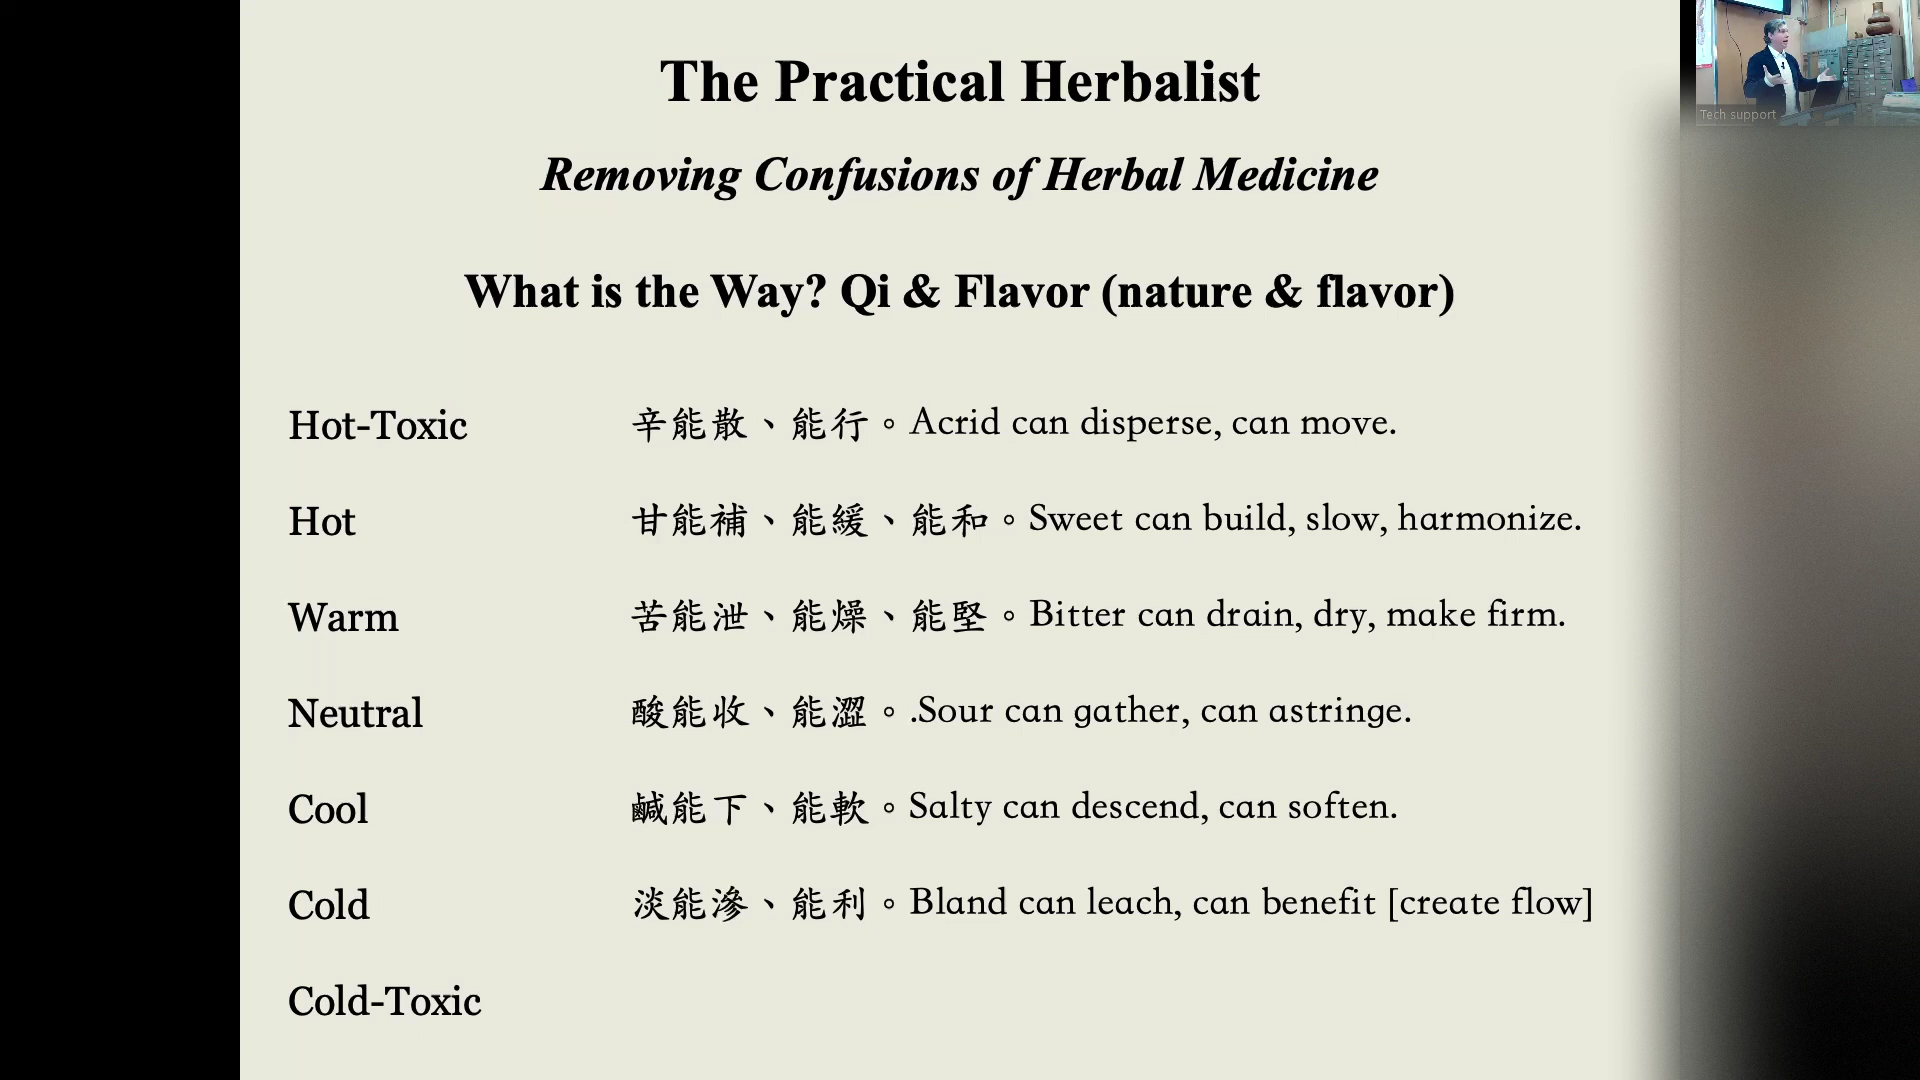 The Practical Herbalist
Removing Confusions of Herbal Medicine
What is the Way? Qi & Flavor (nature & flavor)
Hot-Toxic 辛能散、能行。Acrid can disperse, can move.
Hot 甘能補、能緩、能和。Sweet can build, slow, harmonize.
Warm 苦能泄、能燥、能堅。Bitter can drain, dry, make firm.
Neutral 酸能收、能澀。.Sour can gather, can astringe.
Cool 鹹能下、能軟。Salty can descend, can soften.
Cold 淡能滲、能利。Bland can leach, can benefit [create flow]
Cold-Toxic
Tech support